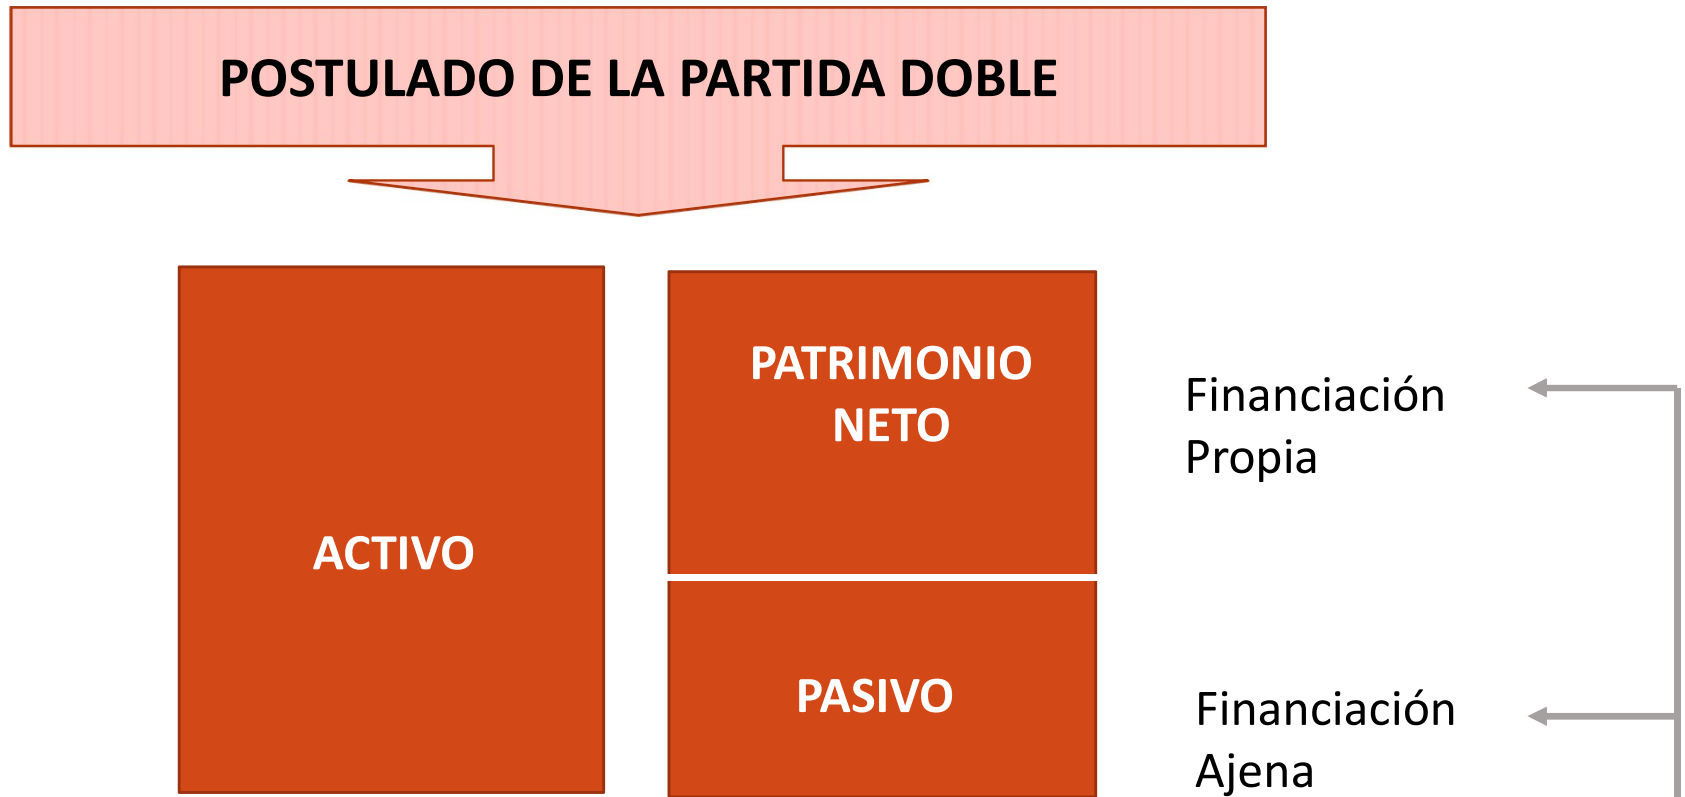 POSTULADO DE LA PARTIDA DOBLE
ACTIVO
PATRIMONIO
NETO
Financiación
Propia
PASIVO
Financiación
Ajena